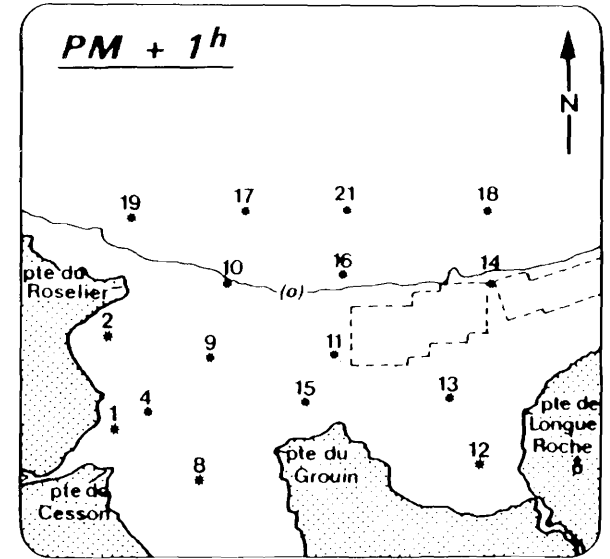 PM + 1h
N
19
17
21
18
10
16
14
(o)
pte du
Roselier
2
9
11
15
13
4
1
8
12
pte de
Longue
Roche
6
pte du
Grouin
pte de
Cesson